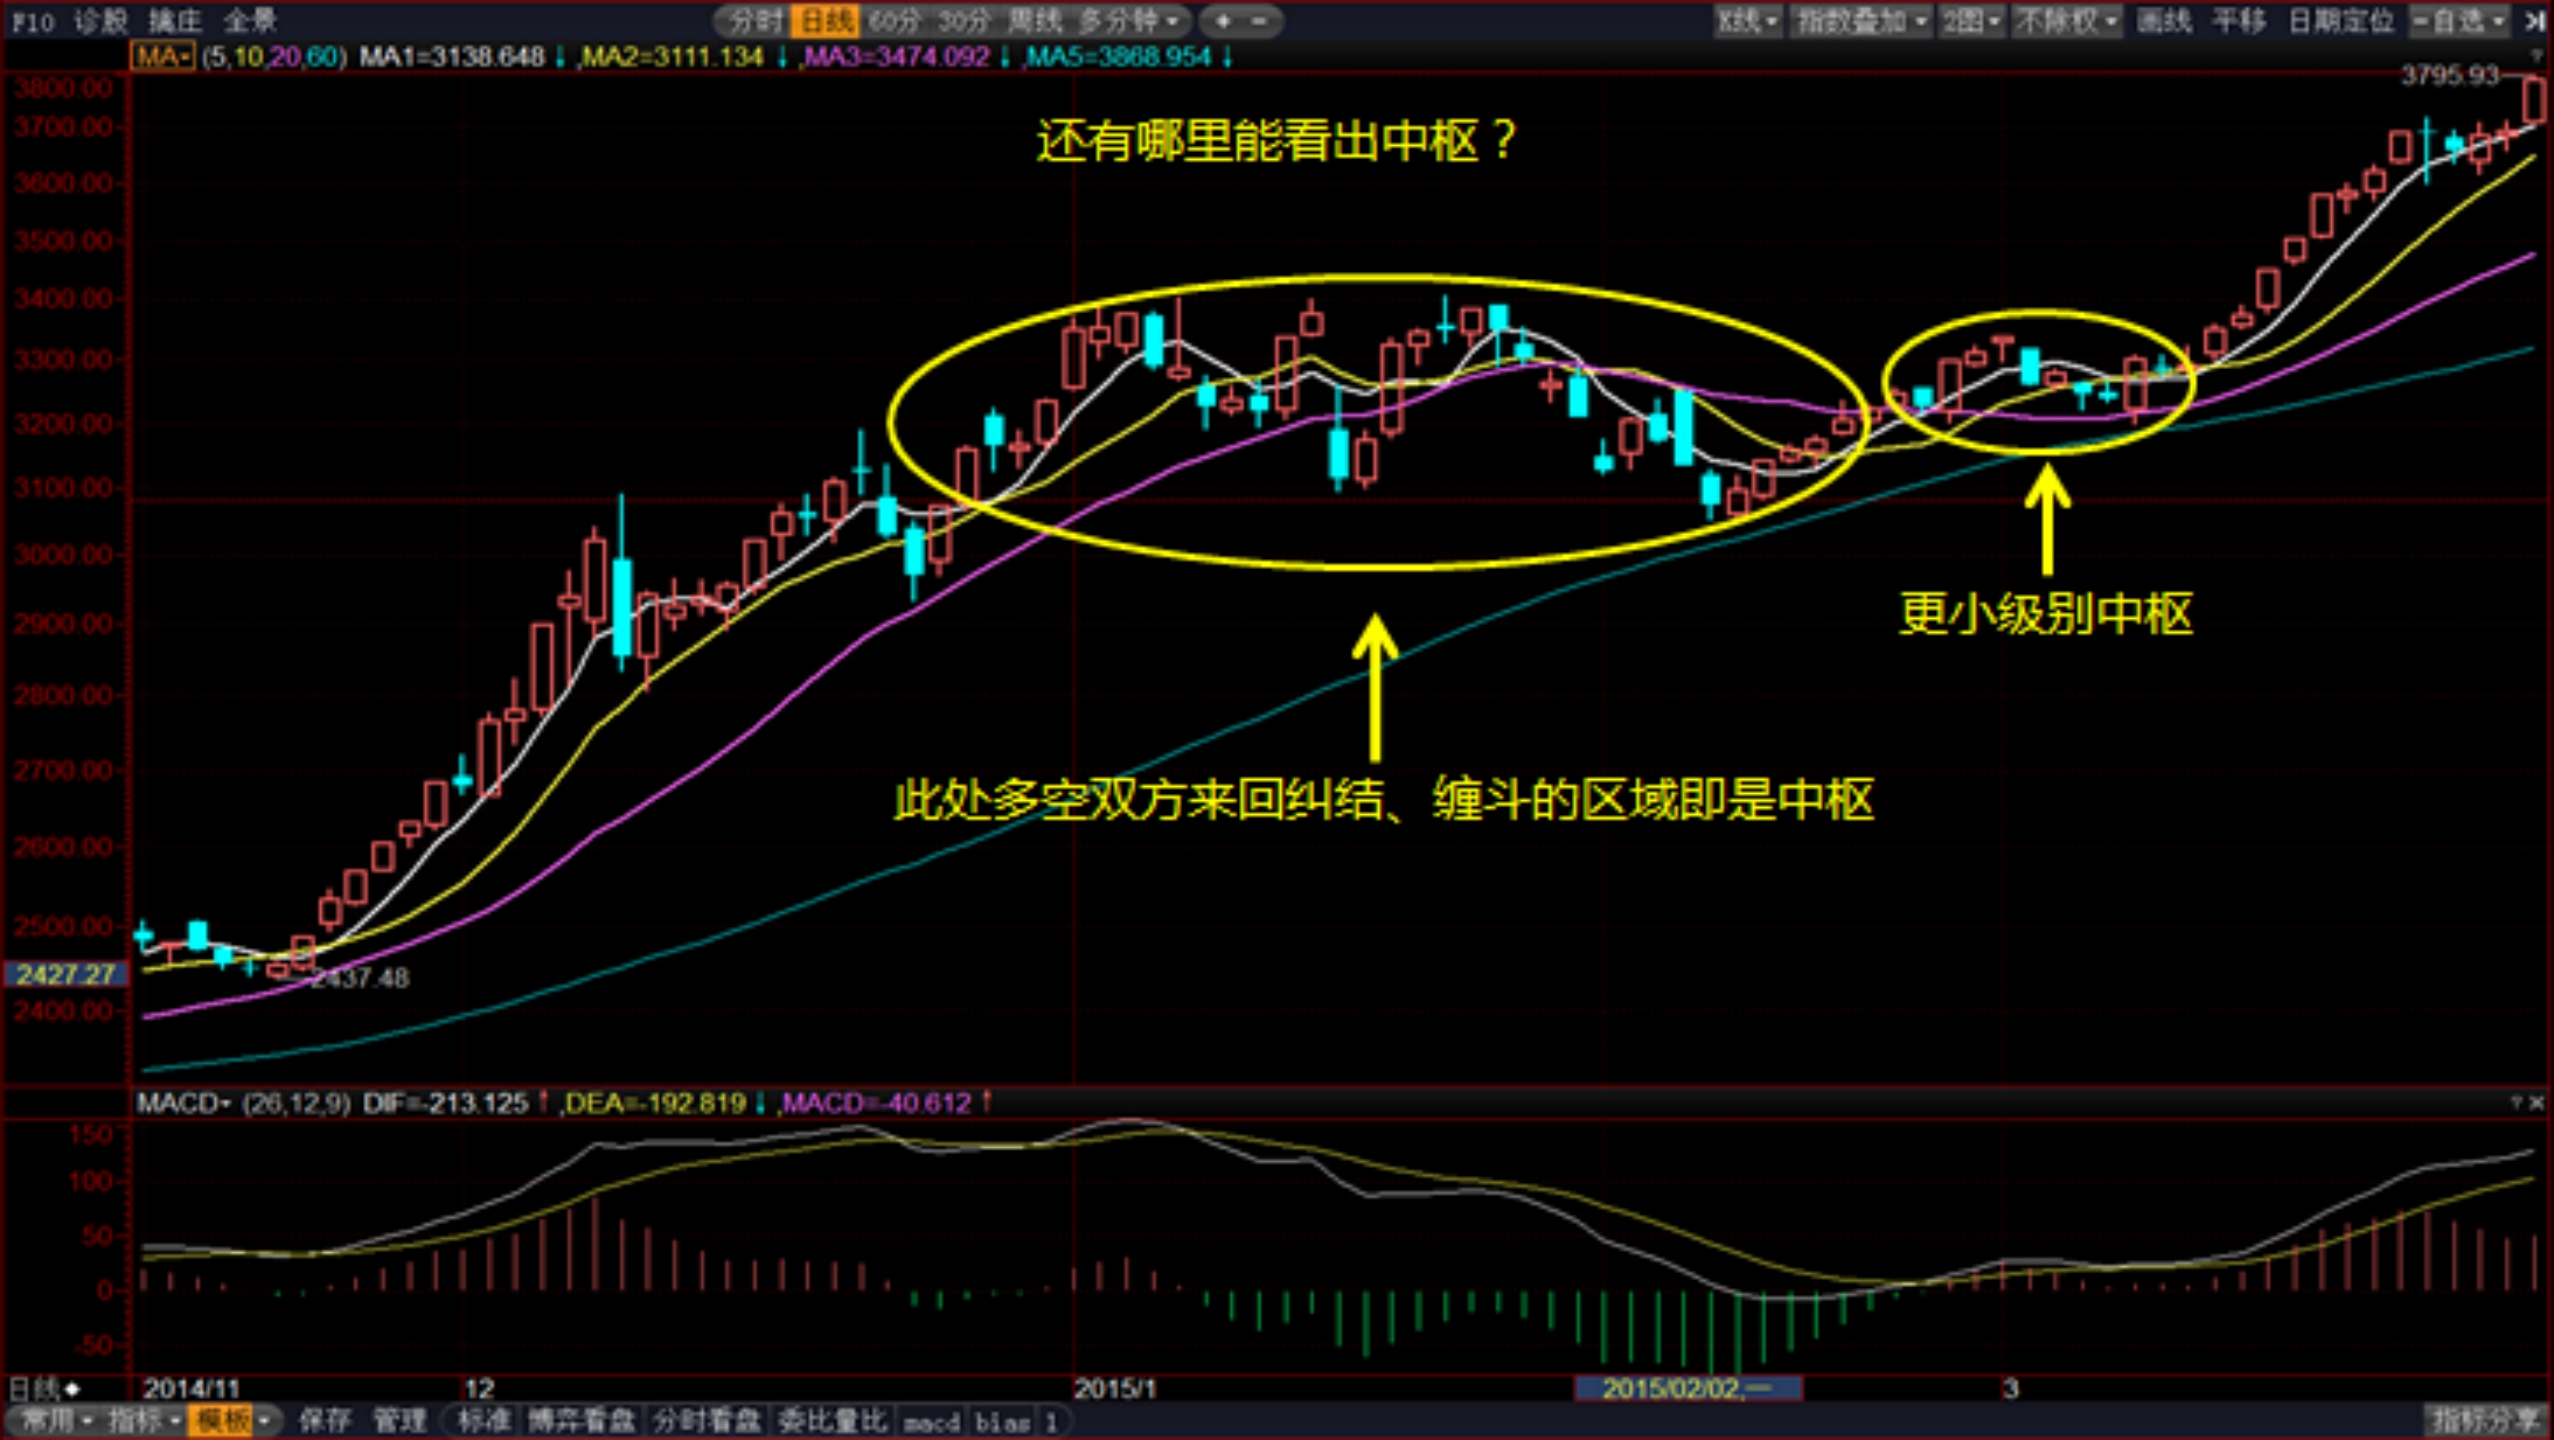 F10 诊股 擒庄 全景 分时 日线 60分 30分 周线 多分钟 + - K线 指数叠加 2图 不除权 画线 平移 日期定位 -自选
MA (5,10,20,60) MA1=3138.648↓ ,MA2=3111.134 ↓ ,MA3=3474.092 ↓ ,MA5=3868.954 ↓
3795.93
3800.00
3700.00
还有哪里能看出中枢？
3600.00
3500.00
3400.00
3300.00
3200.00
3100.00
3000.00
更小级别中枢
2900.00
2800.00
2700.00
此处多空双方来回纠结、缠斗的区域即是中枢
2600.00
2500.00
2427.27
2437.48
2400.00
MACD (26,12,9) DIF=-213.125↑ ,DEA=-192.819↓ ,MACD=-40.612 ↑
150
100
50
0
-50
日线 2014/11 12 2015/1 2015/02/02,一 3
常用 指标 模板 保存 管理 标准 博弈看盘 分时看盘 委比量比 macd bias 1 指标分享